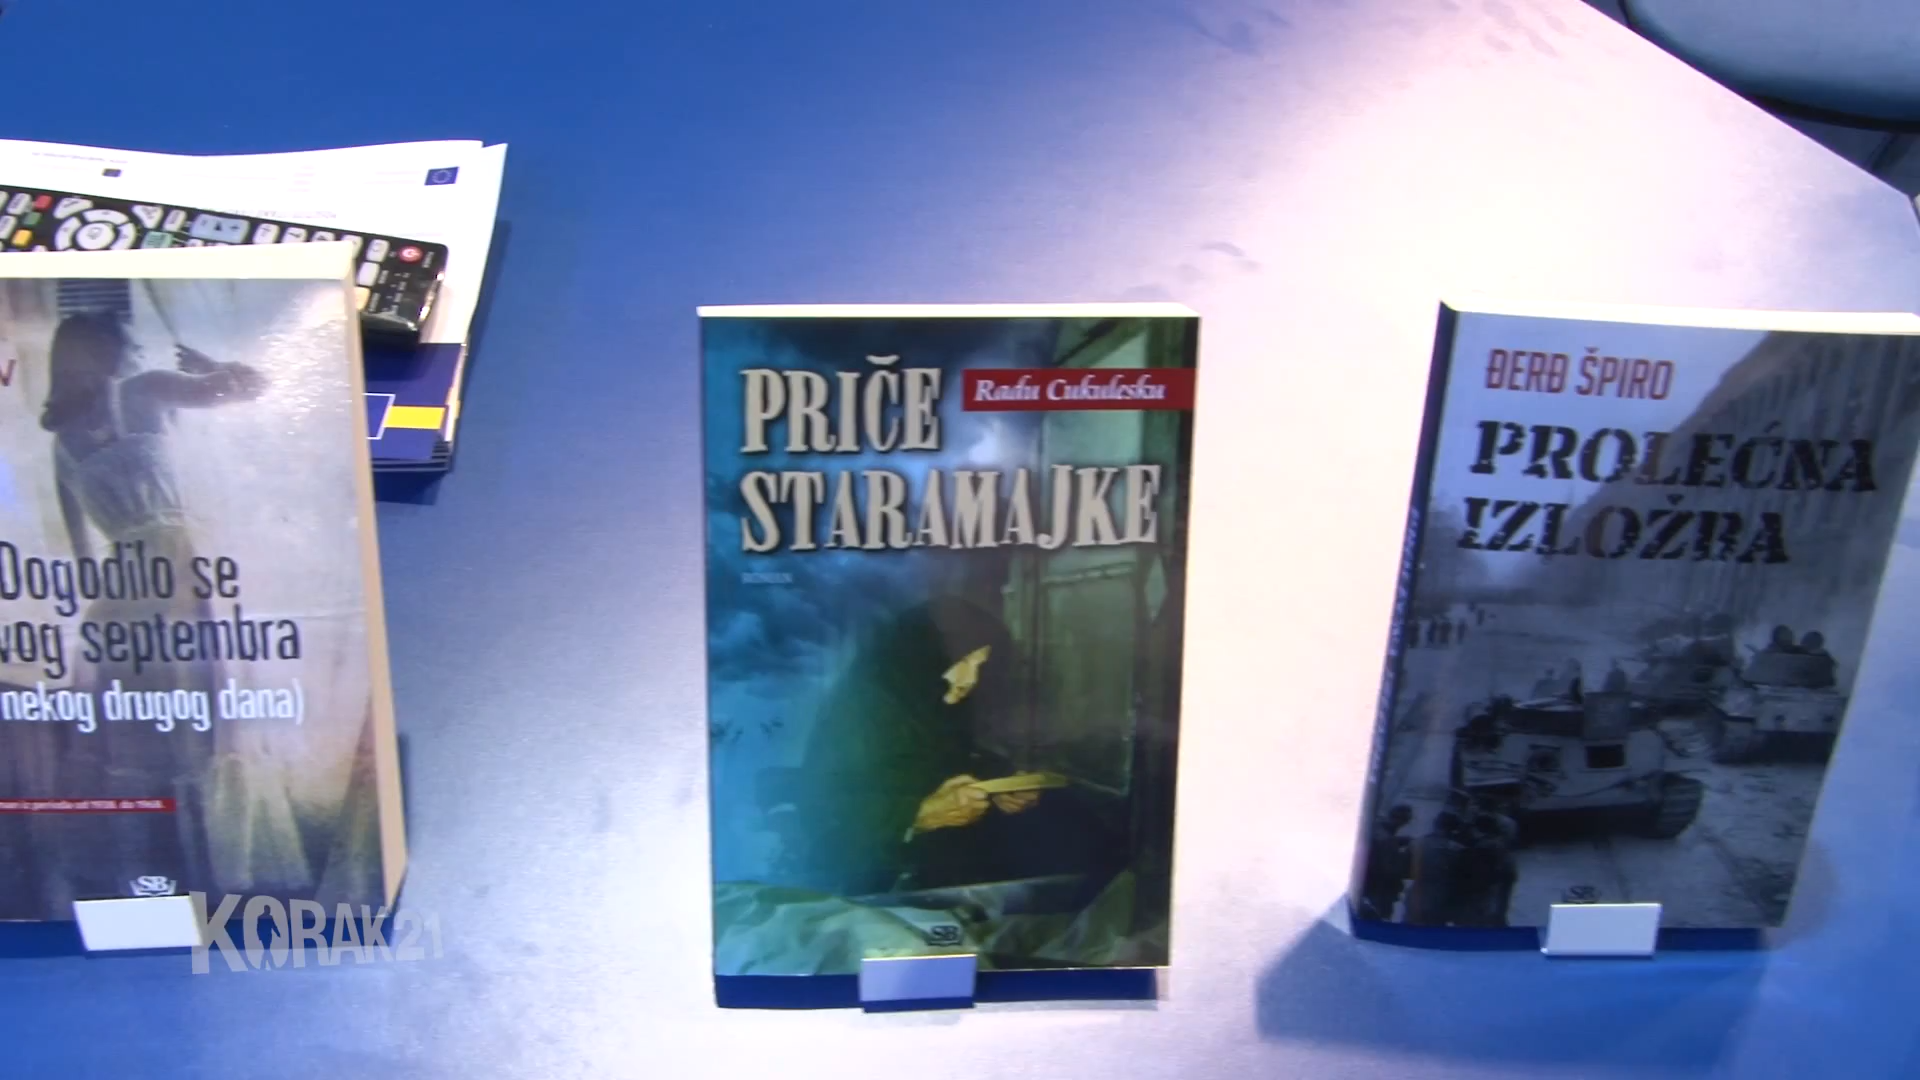 Dogodilo se
vog septembra
nekog drugog dana)
SB
KORAK21
PRIČE
STARAMAJKE
Radu Cukulesku
ROMAN
SB
ĐERĐ ŠPIRO
PROLEĆNA
IZLOŽBA
SB